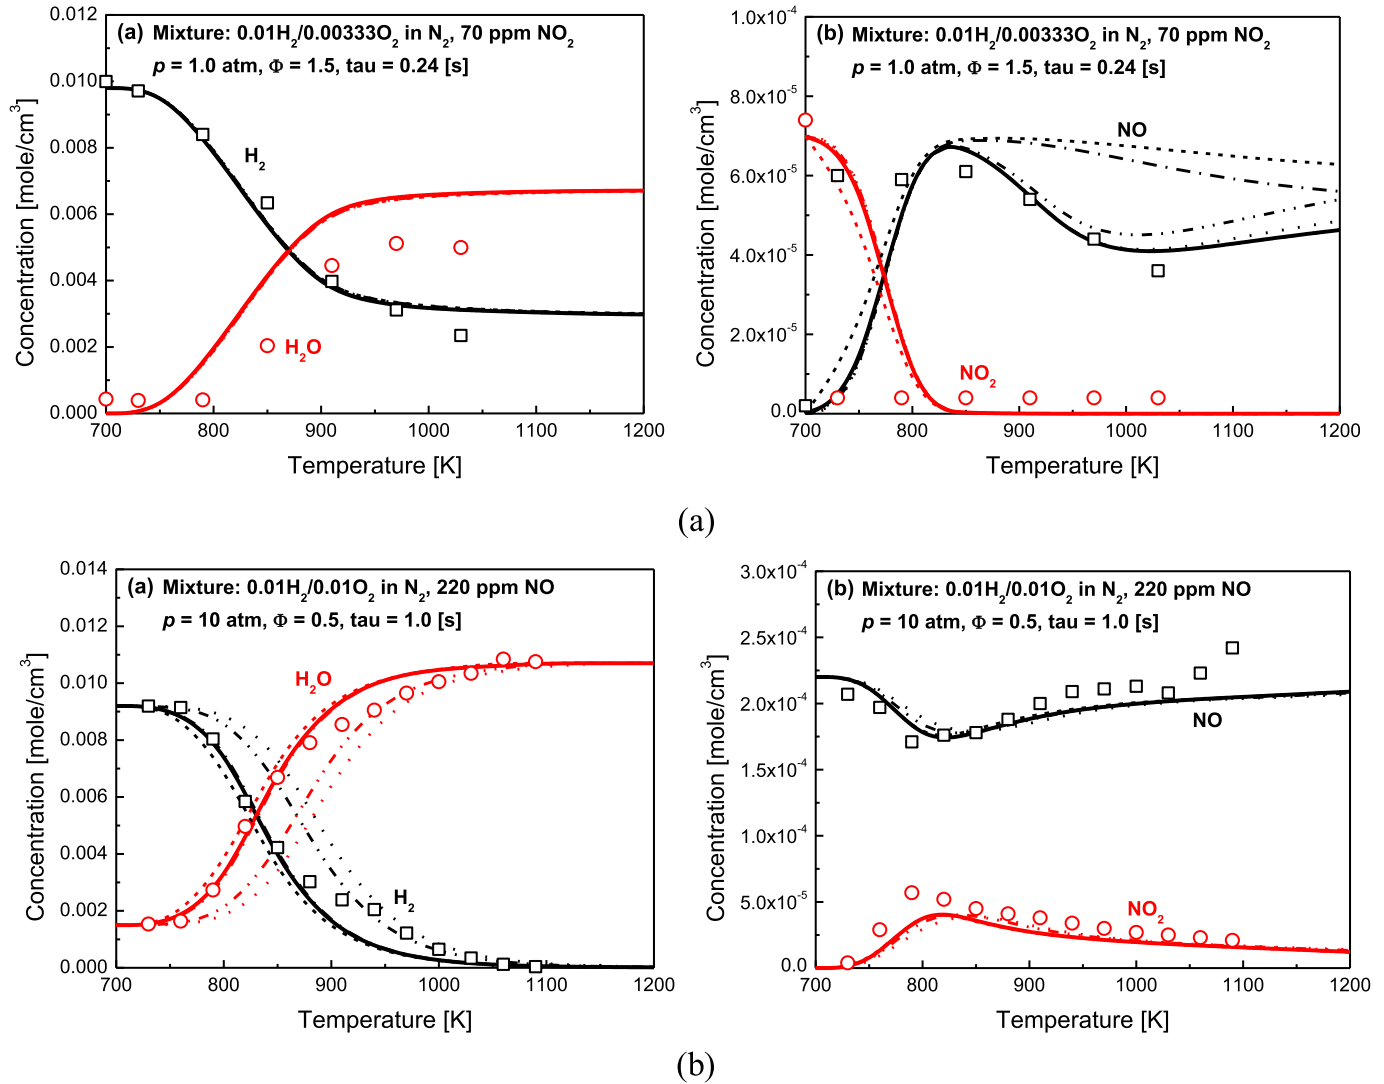 (a) Mixture: 0.01H₂/0.00333O₂ in N₂, 70 ppm NO₂
p = 1.0 atm, Φ = 1.5, tau = 0.24 [s]
0.010
0.008
0.006
0.004
0.002
0.000
Concentration [mole/cm³]
H₂
H₂O
700 800 900 1000 1100 1200
Temperature [K]
(b) Mixture: 0.01H₂/0.00333O₂ in N₂, 70 ppm NO₂
p = 1.0 atm, Φ = 1.5, tau = 0.24 [s]
1.0x10⁻⁴
8.0x10⁻⁵
6.0x10⁻⁵
4.0x10⁻⁵
2.0x10⁻⁵
0.0
Concentration [mole/cm³]
NO
NO₂
700 800 900 1000 1100 1200
Temperature [K]
(a)
(a) Mixture: 0.01H₂/0.01O₂ in N₂, 220 ppm NO
p = 10 atm, Φ = 0.5, tau = 1.0 [s]
0.014
0.012
0.010
0.008
0.006
0.004
0.002
0.000
Concentration [mole/cm³]
H₂O
H₂
700 800 900 1000 1100 1200
Temperature [K]
(b) Mixture: 0.01H₂/0.01O₂ in N₂, 220 ppm NO
p = 10 atm, Φ = 0.5, tau = 1.0 [s]
3.0x10⁻⁴
2.5x10⁻⁴
2.0x10⁻⁴
1.5x10⁻⁴
1.0x10⁻⁴
5.0x10⁻⁵
0.0
Concentration [mole/cm³]
NO
NO₂
700 800 900 1000 1100 1200
Temperature [K]
(b)